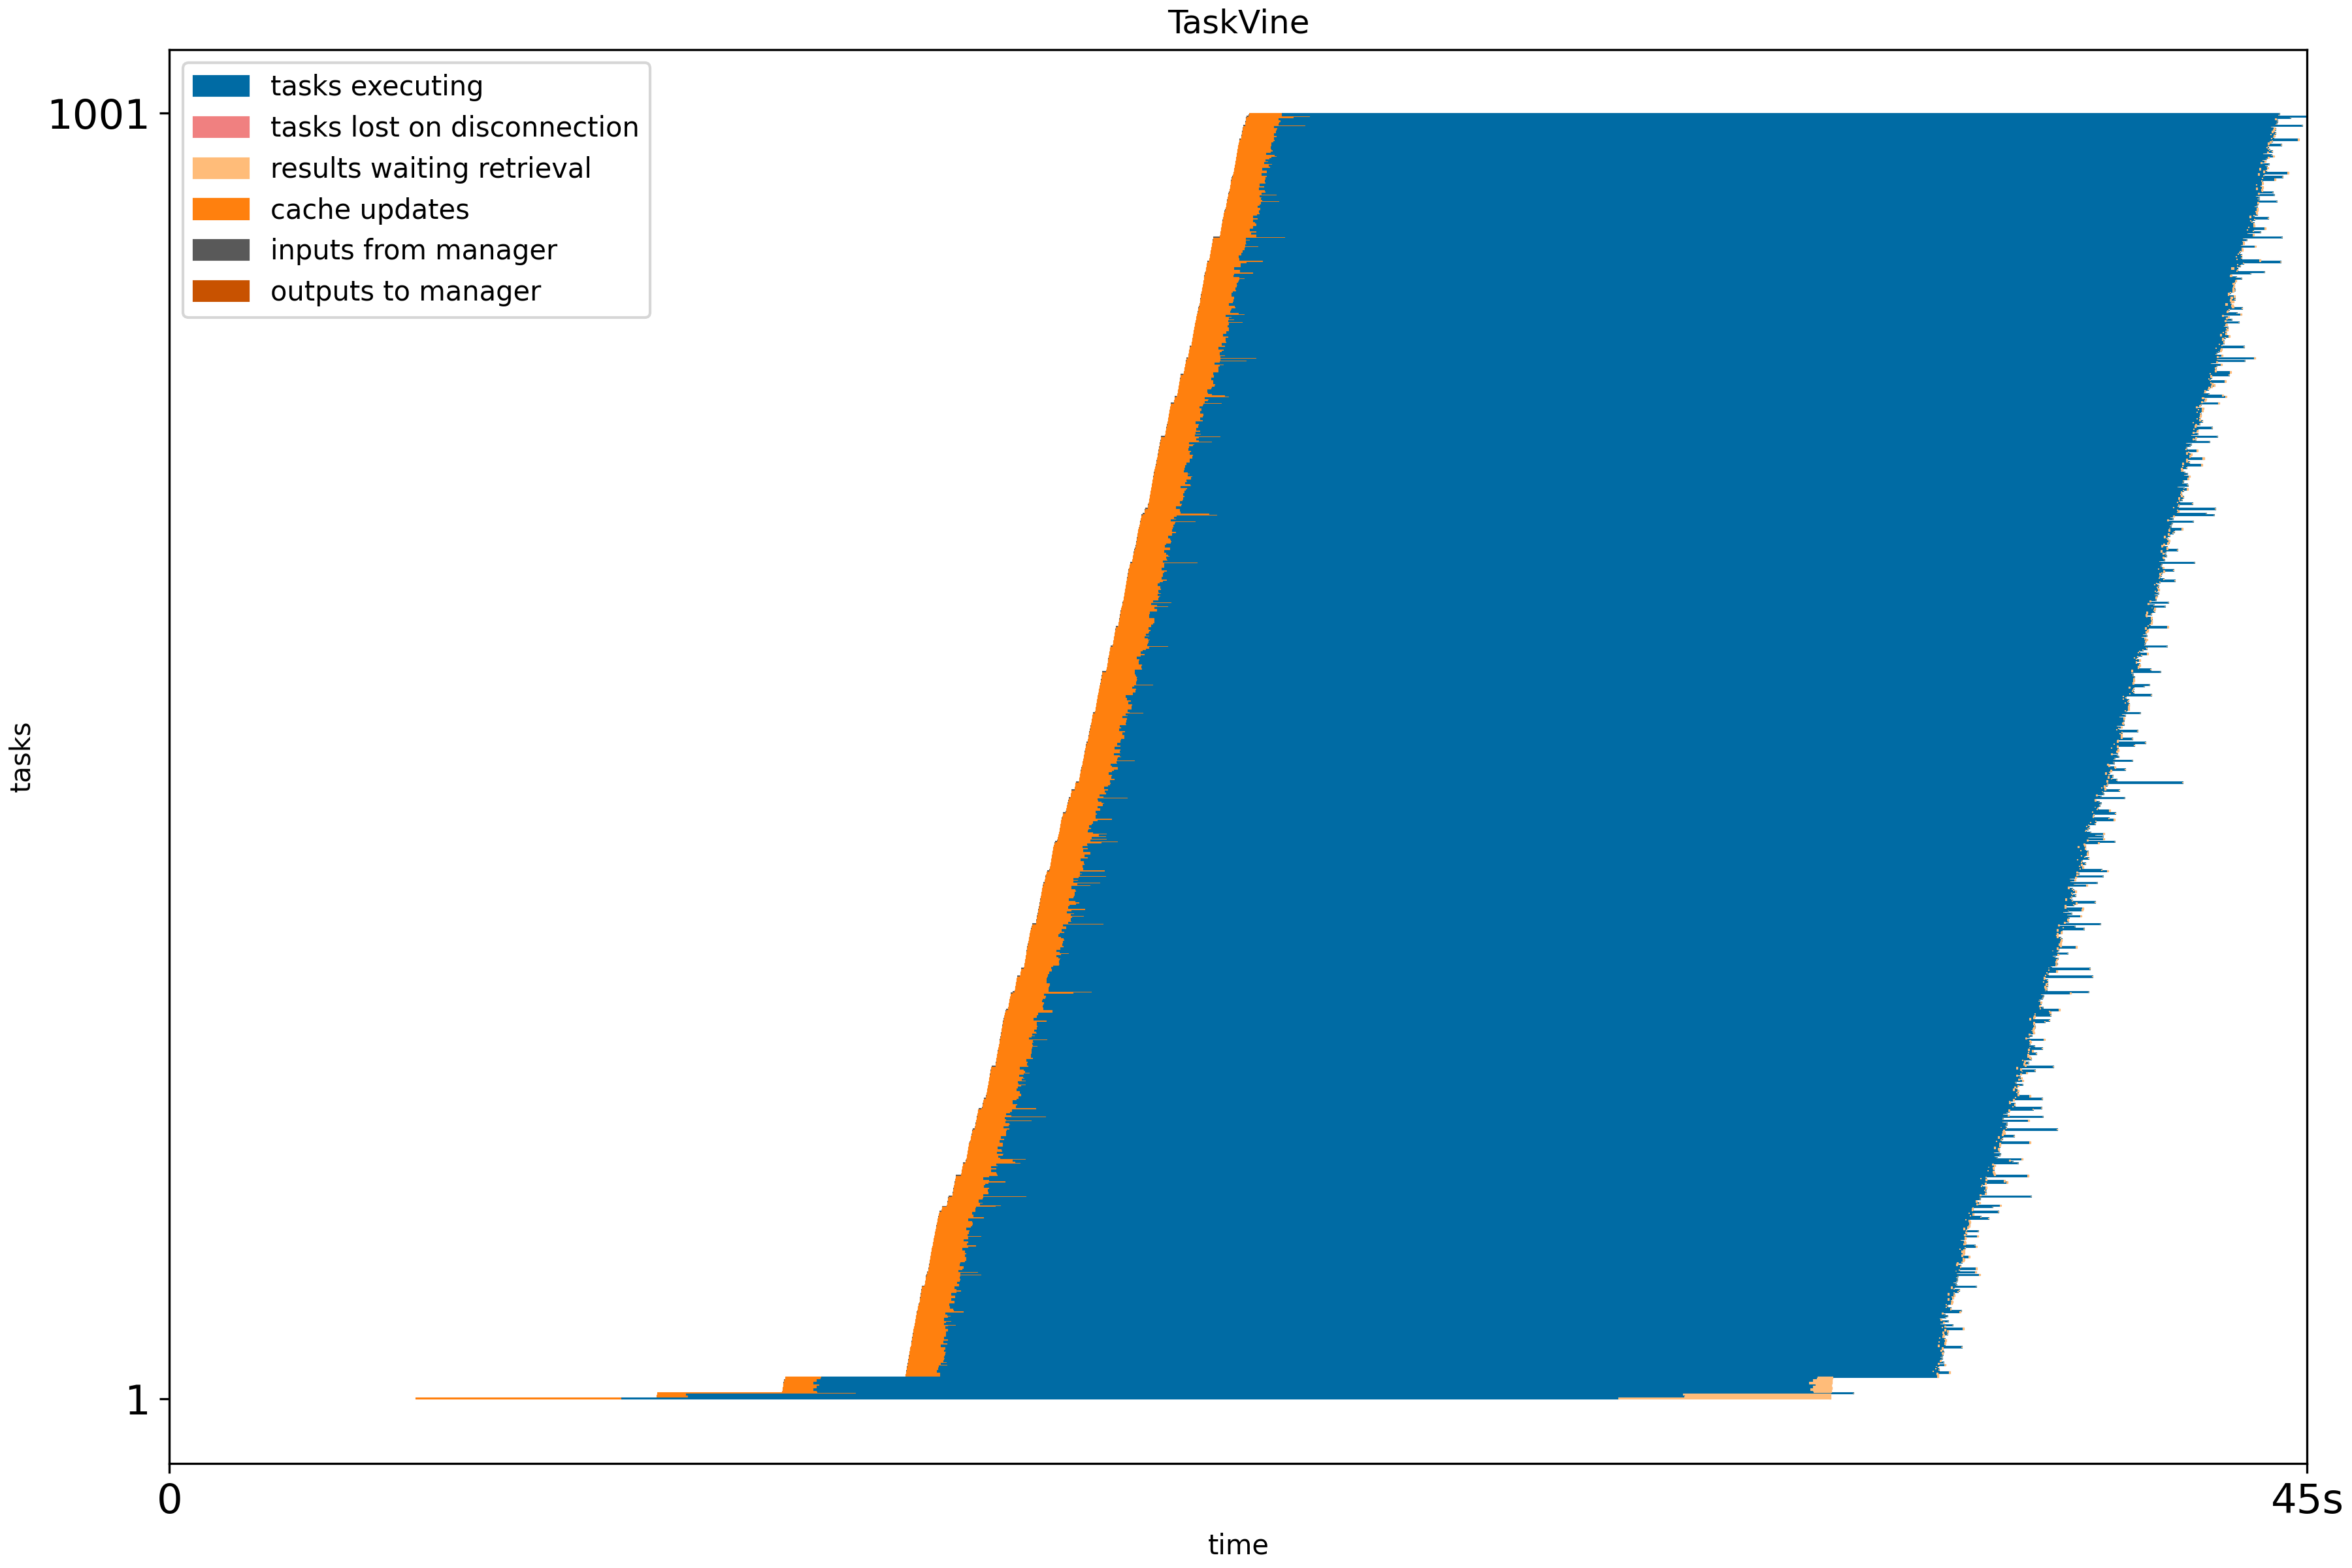 TaskVine
1001
tasks executing
tasks lost on disconnection
results waiting retrieval
cache updates
inputs from manager
outputs to manager
tasks
1
0
45s
time